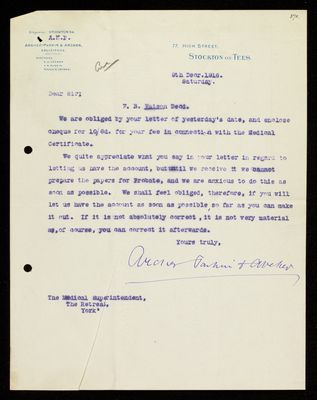 STOCKTON 54.
A.M.P.
ARCHER, PARKIN & ARCHER,
SOLICITORS.
77, HIGH STREET,
STOCKTON-ON-TEES.
9th Decr. 1916.
Saturday.
Dear Sir:
F. B. Watson Decd.
We are obliged by your letter of yesterday's date, and enclose
cheque for 10/6d. for your fee in connection with the Medical
Certificate.
We quite appreciate what you say in your letter in regard to
letting us have the account, but until we receive it we cannot
prepare the papers for Probate, and we are anxious to do this as
soon as possible. We shall feel obliged, therefore, if you will
let us have the account as soon as possible so far as you can make
it out. If it is not absolutely correct, it is not very material
as, of course, you can correct it afterwards.
Yours truly,
Archer Parkin & Archer
The Medical Superintendent,
The Retreat,
York.